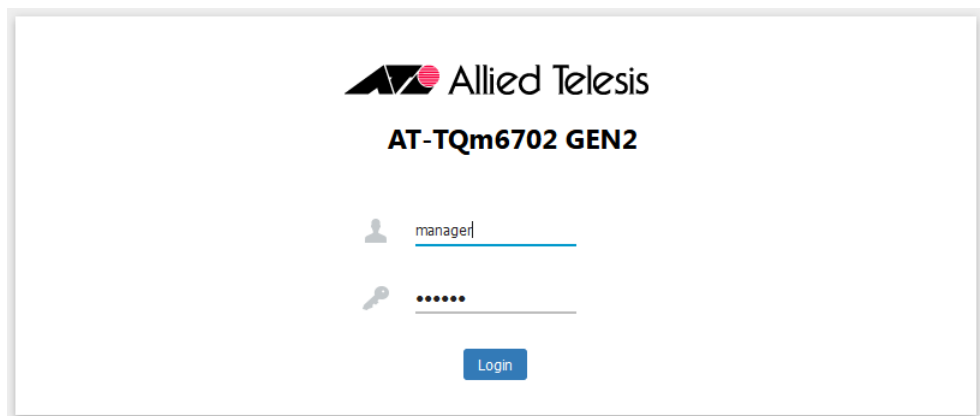 Allied Telesis
AT-TQm6702 GEN2
manager
••••••
Login